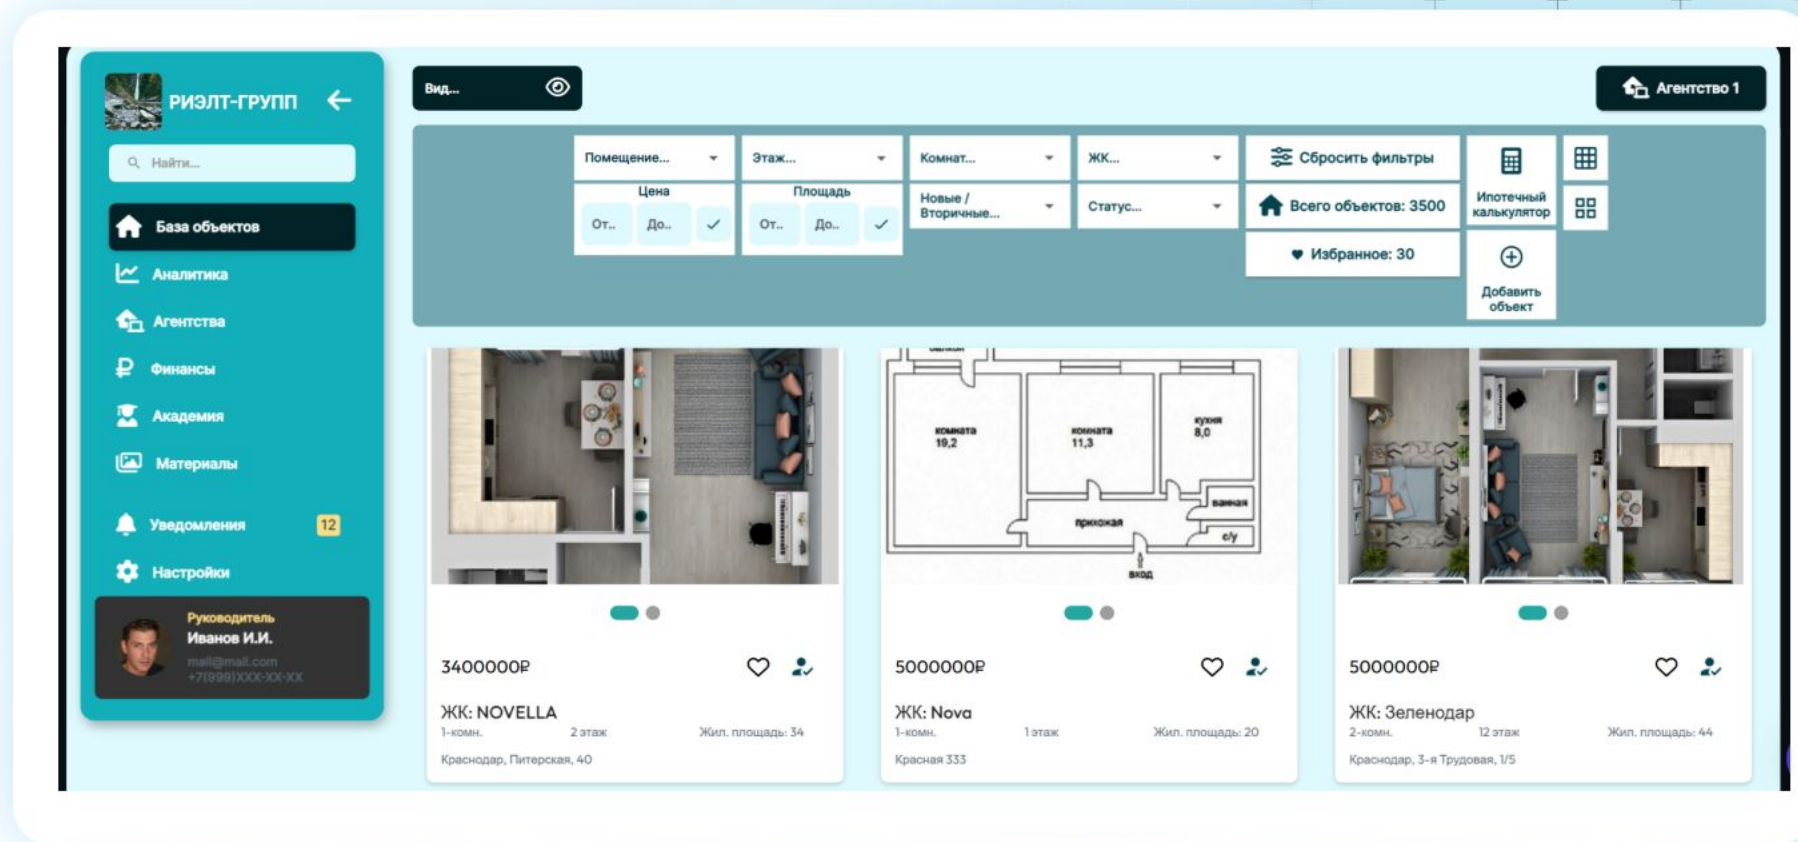 РИЭЛТ-ГРУПП
Найти...
База объектов
Аналитика
Агентства
Финансы
Академия
Материалы
Уведомления 12
Настройки
Руководитель
Иванов И.И.
mail@mail.com
+7(999)XXX-XX-XX
Вид...
Агентство 1
Помещение...
Этаж...
Комнат...
ЖК...
Сбросить фильтры
Цена
От.. До..
Площадь
От.. До..
Новые /
Вторичные...
Статус...
Всего объектов: 3500
Избранное: 30
Ипотечный
калькулятор
Добавить
объект
3400000₽
ЖК: NOVELLA
1-комн. 2 этаж Жил. площадь: 34
Краснодар, Питерская, 40
балкон
комната
19,2
комната
11,3
кухня
8,0
ванная
прихожая
с/у
вход
5000000₽
ЖК: Nova
1-комн. 1 этаж Жил. площадь: 20
Красная 333
5000000₽
ЖК: Зеленодар
2-комн. 12 этаж Жил. площадь: 44
Краснодар, 3-я Трудовая, 1/5